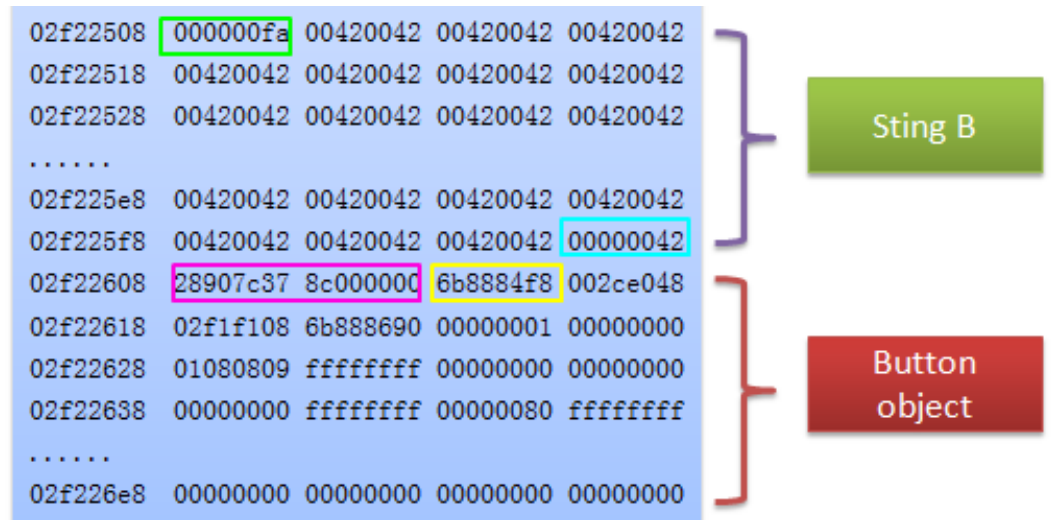 02f22508 000000fa 00420042 00420042 00420042
02f22518 00420042 00420042 00420042 00420042
02f22528 00420042 00420042 00420042 00420042
......
02f225e8 00420042 00420042 00420042 00420042
02f225f8 00420042 00420042 00420042 00000042
02f22608 28907c37 8c000000 6b8884f8 002ce048
02f22618 02f1f108 6b888690 00000001 00000000
02f22628 01080809 ffffffff 00000000 00000000
02f22638 00000000 ffffffff 00000080 ffffffff
......
02f226e8 00000000 00000000 00000000 00000000
Sting B
Button
object